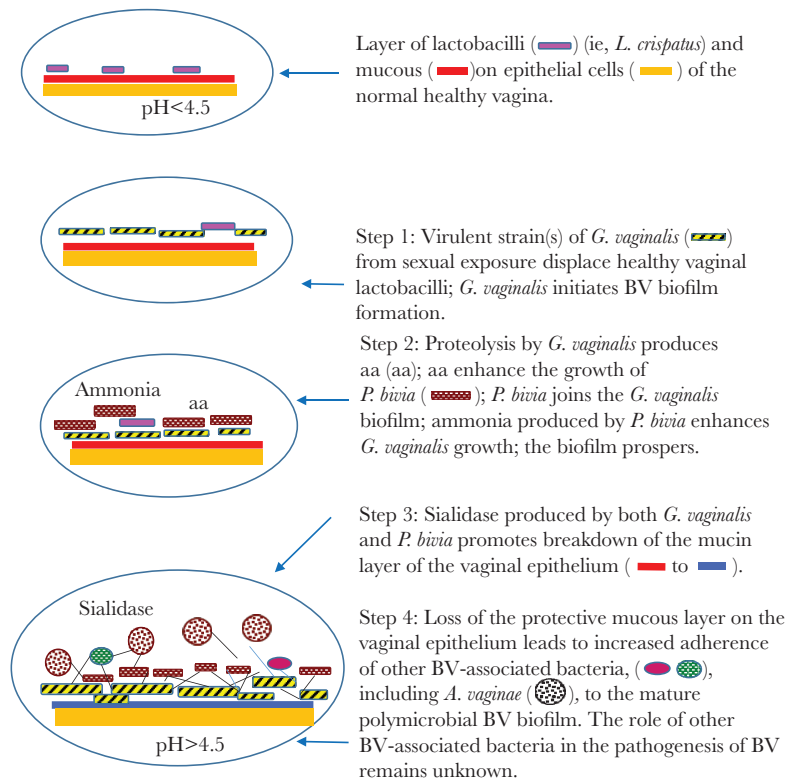 Layer of lactobacilli ( ) (ie, L. crispatus) and
mucous ( )on epithelial cells ( ) of the
normal healthy vagina.
pH<4.5
Step 1: Virulent strain(s) of G. vaginalis ( )
from sexual exposure displace healthy vaginal
lactobacilli; G. vaginalis initiates BV biofilm
formation.
Step 2: Proteolysis by G. vaginalis produces
aa (aa); aa enhance the growth of
P. bivia ( ); P. bivia joins the G. vaginalis
biofilm; ammonia produced by P. bivia enhances
G. vaginalis growth; the biofilm prospers.
Ammonia
aa
Step 3: Sialidase produced by both G. vaginalis
and P. bivia promotes breakdown of the mucin
layer of the vaginal epithelium ( to ).
Sialidase
Step 4: Loss of the protective mucous layer on the
vaginal epithelium leads to increased adherence
of other BV-associated bacteria, ( ),
including A. vaginae ( ), to the mature
polymicrobial BV biofilm. The role of other
BV-associated bacteria in the pathogenesis of BV
remains unknown.
pH>4.5